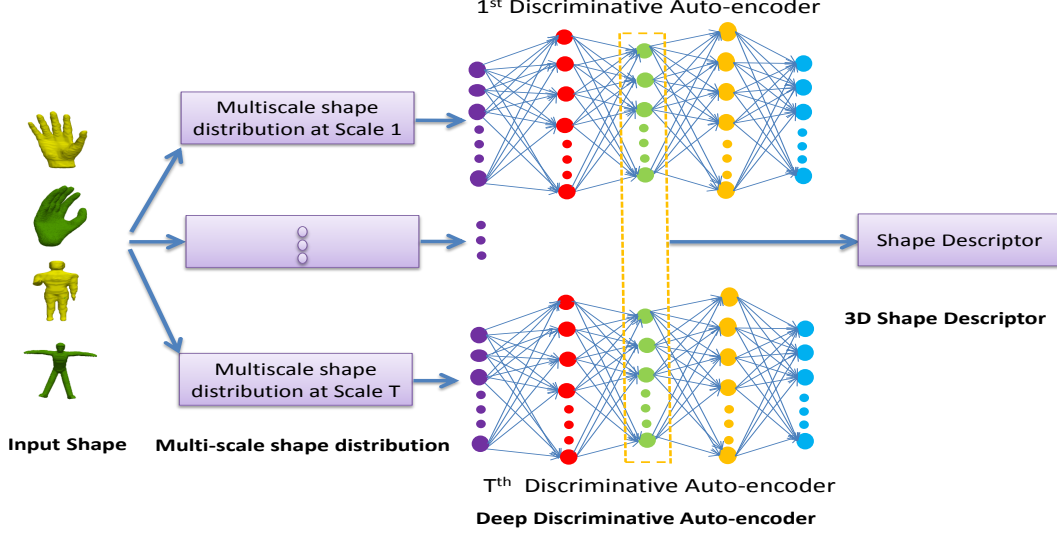 1st Discriminative Auto-encoder
Multiscale shape
distribution at Scale 1
Shape Descriptor
3D Shape Descriptor
Multiscale shape
distribution at Scale T
Input Shape
Multi-scale shape distribution
Tth Discriminative Auto-encoder
Deep Discriminative Auto-encoder